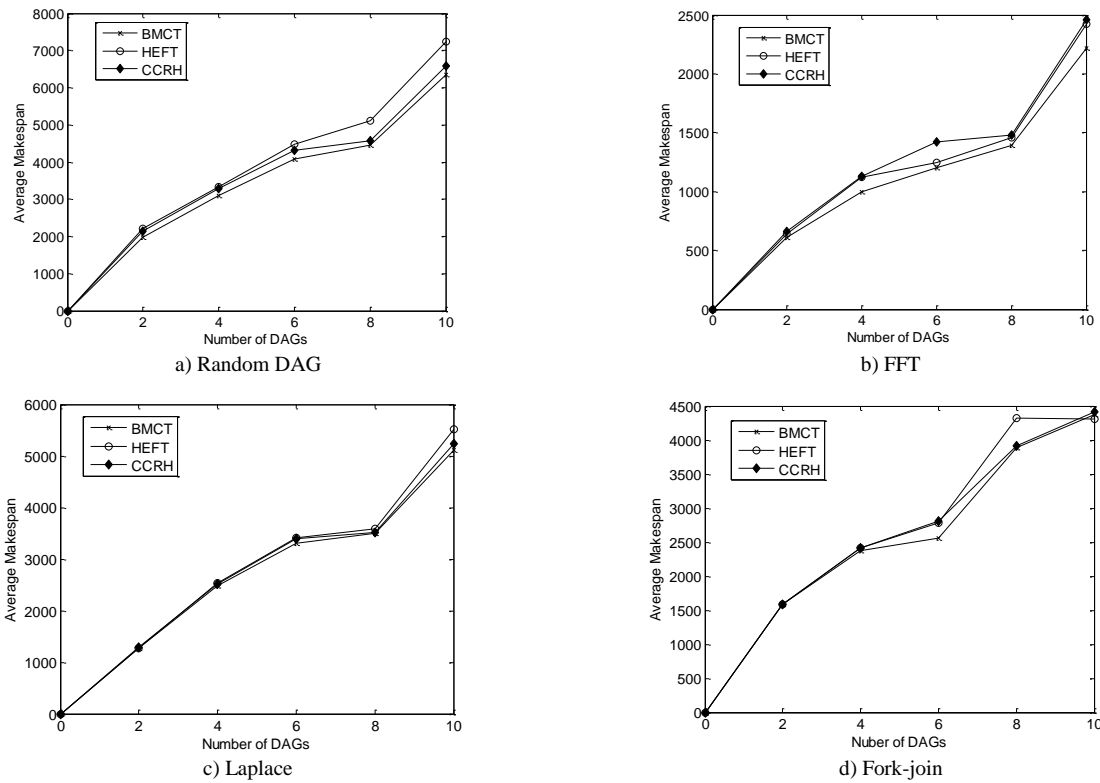 8000
7000
6000
5000
4000
3000
2000
1000
0
Average Makespan
BMCT
HEFT
CCRH
0 2 4 6 8 10
Number of DAGs
a) Random DAG
2500
2000
1500
1000
500
0
Average Makespan
BMCT
HEFT
CCRH
0 2 4 6 8 10
Nuber of DAGs
b) FFT
6000
5000
4000
3000
2000
1000
0
Average Makespan
BMCT
HEFT
CCRH
0 2 4 6 8 10
Number of DAGs
c) Laplace
4500
4000
3500
3000
2500
2000
1500
1000
500
0
Average Makespan
BMCT
HEFT
CCRH
0 2 4 6 8 10
Nuber of DAGs
d) Fork-join